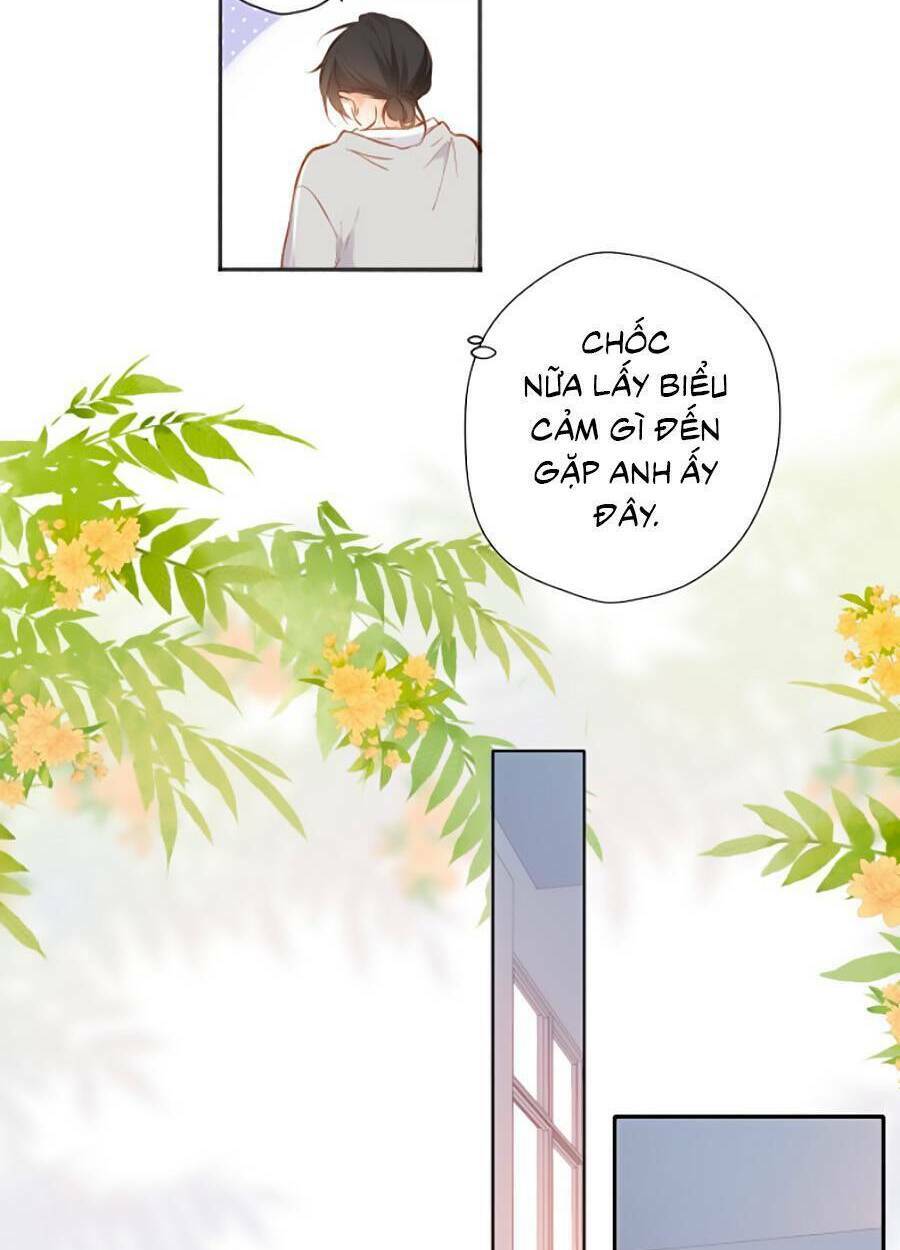 CHỐC
NỮA LẤY BIỂU
CẢM GÌ ĐẾN
GẶP ANH ẤY
ĐÂY.